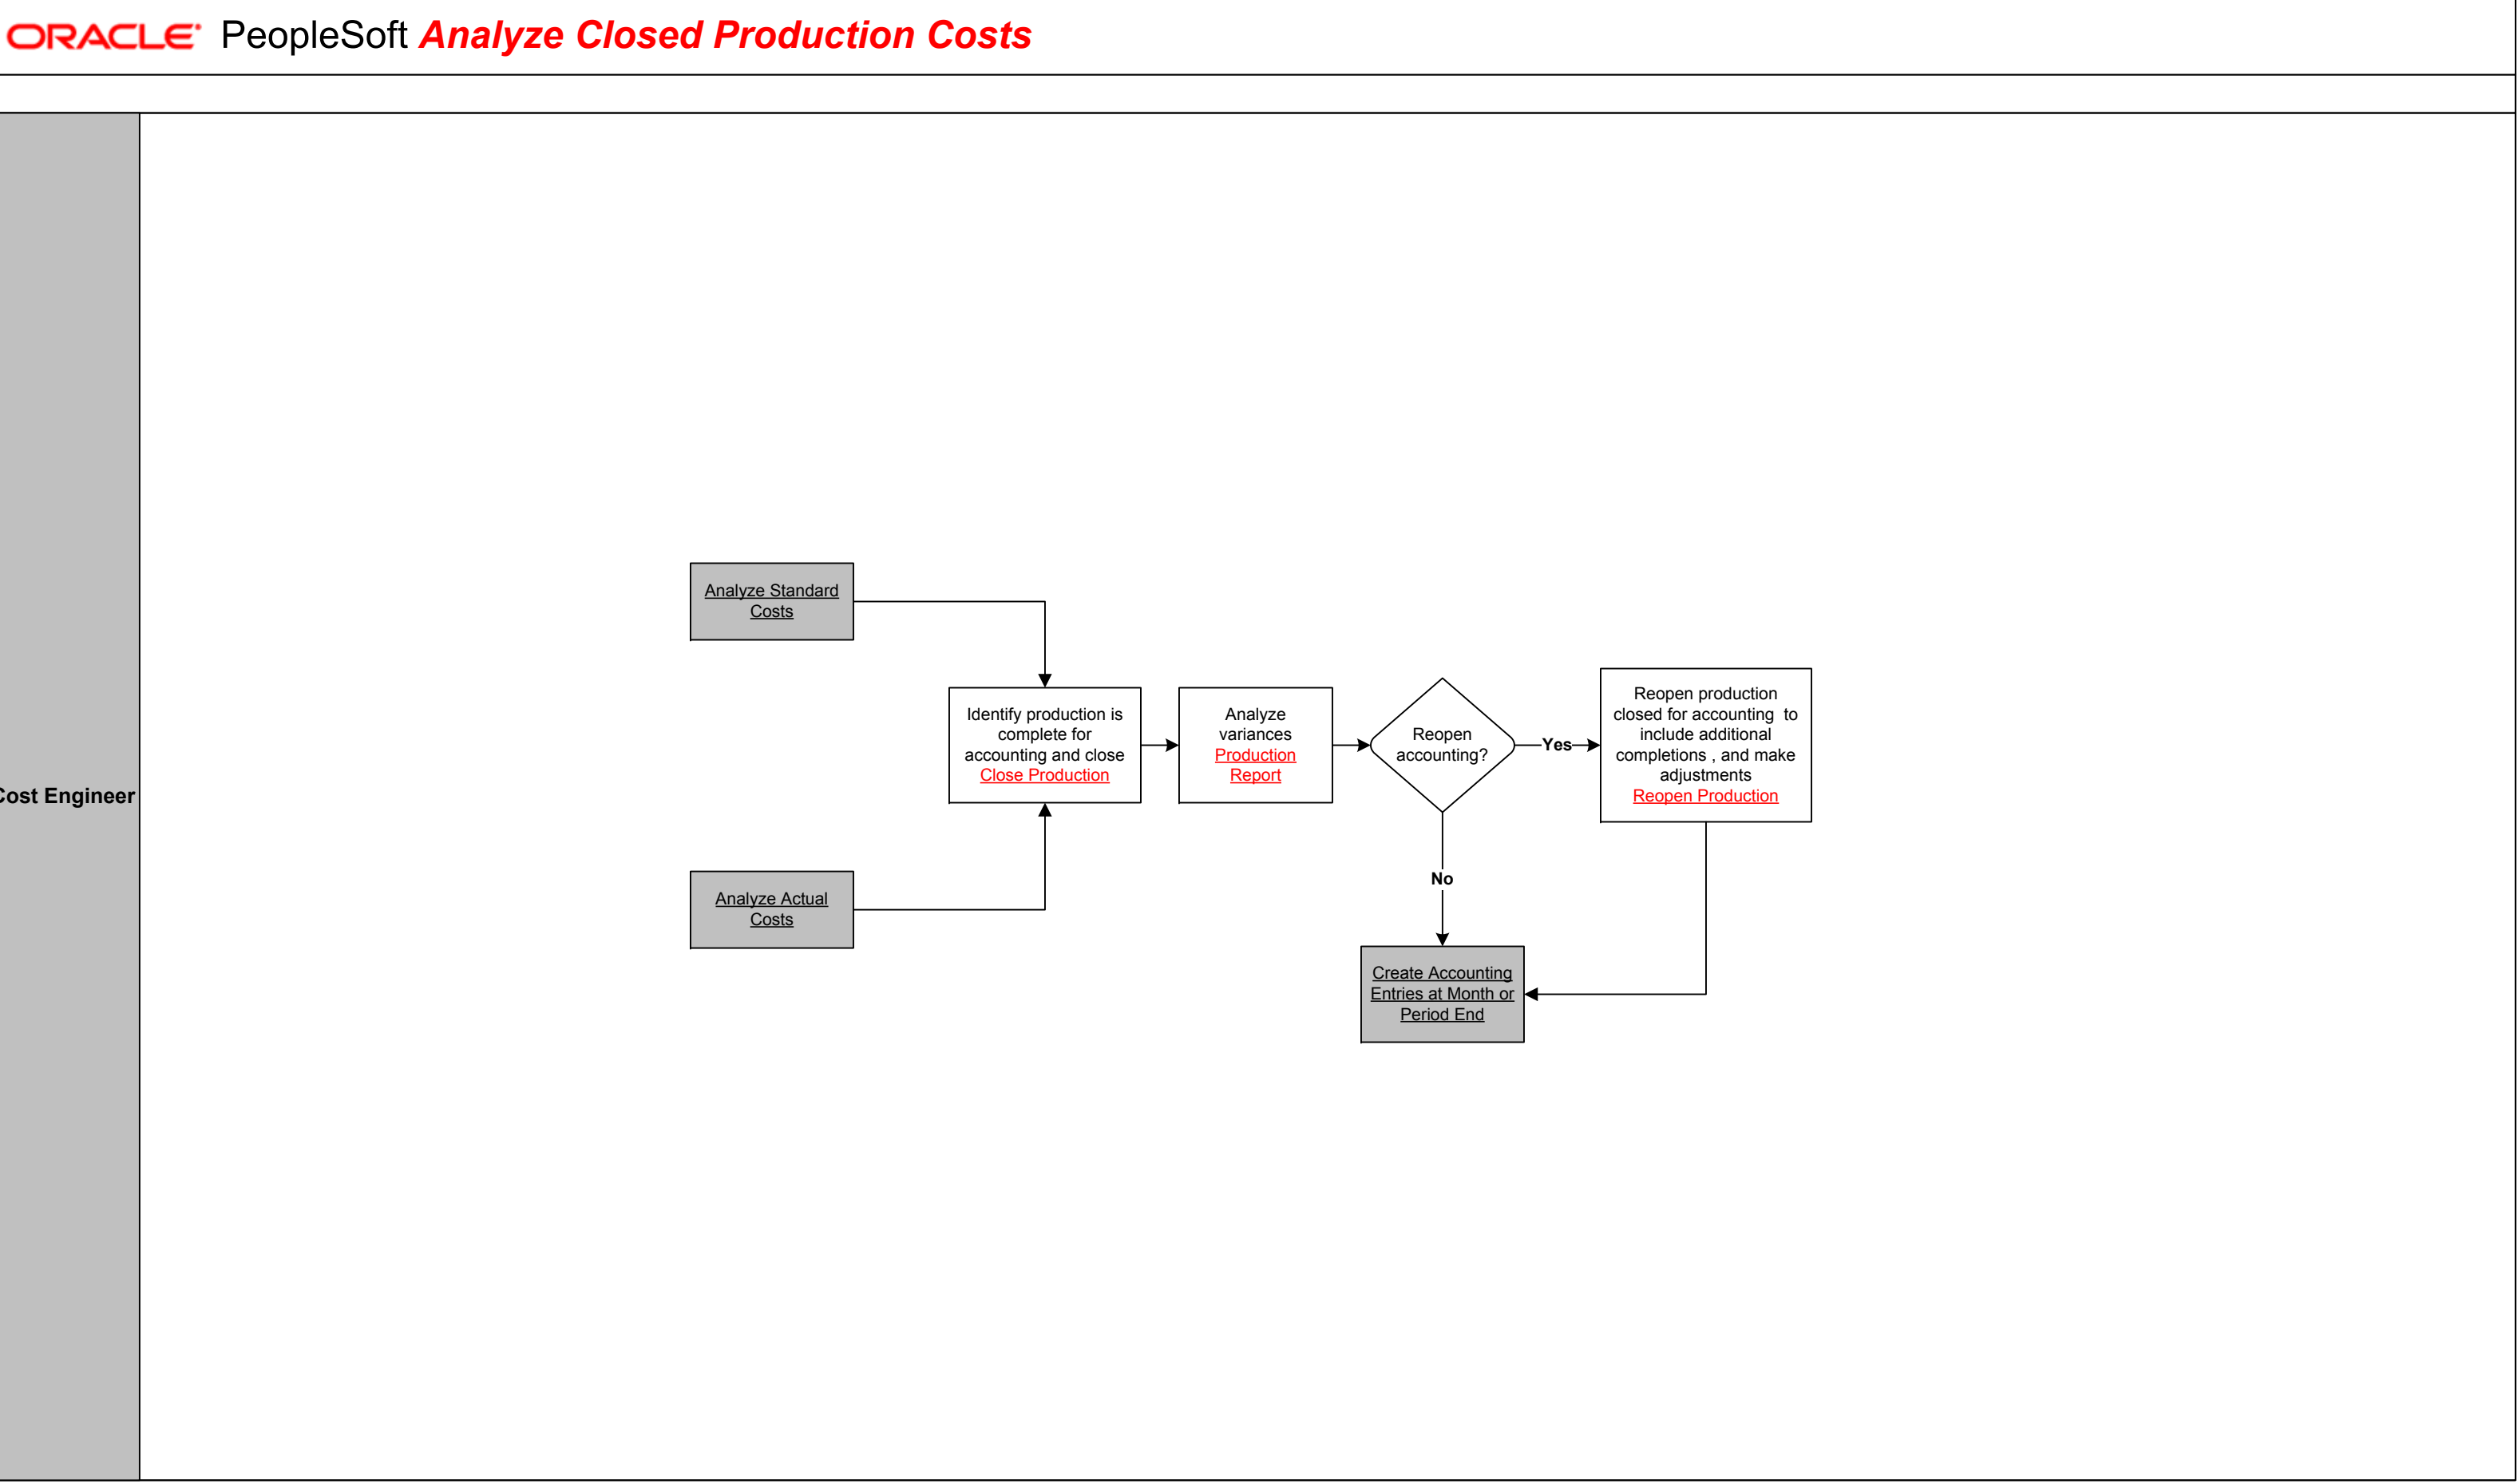 ORACLE® PeopleSoft Analyze Closed Production Costs
Cost Engineer
Analyze Standard
Costs
Analyze Actual
Costs
Identify production is
complete for
accounting and close
Close Production
Analyze
variances
Production
Report
Reopen
accounting?
Yes
No
Reopen production
closed for accounting  to
include additional
completions , and make
adjustments
Reopen Production
Create Accounting
Entries at Month or
Period End